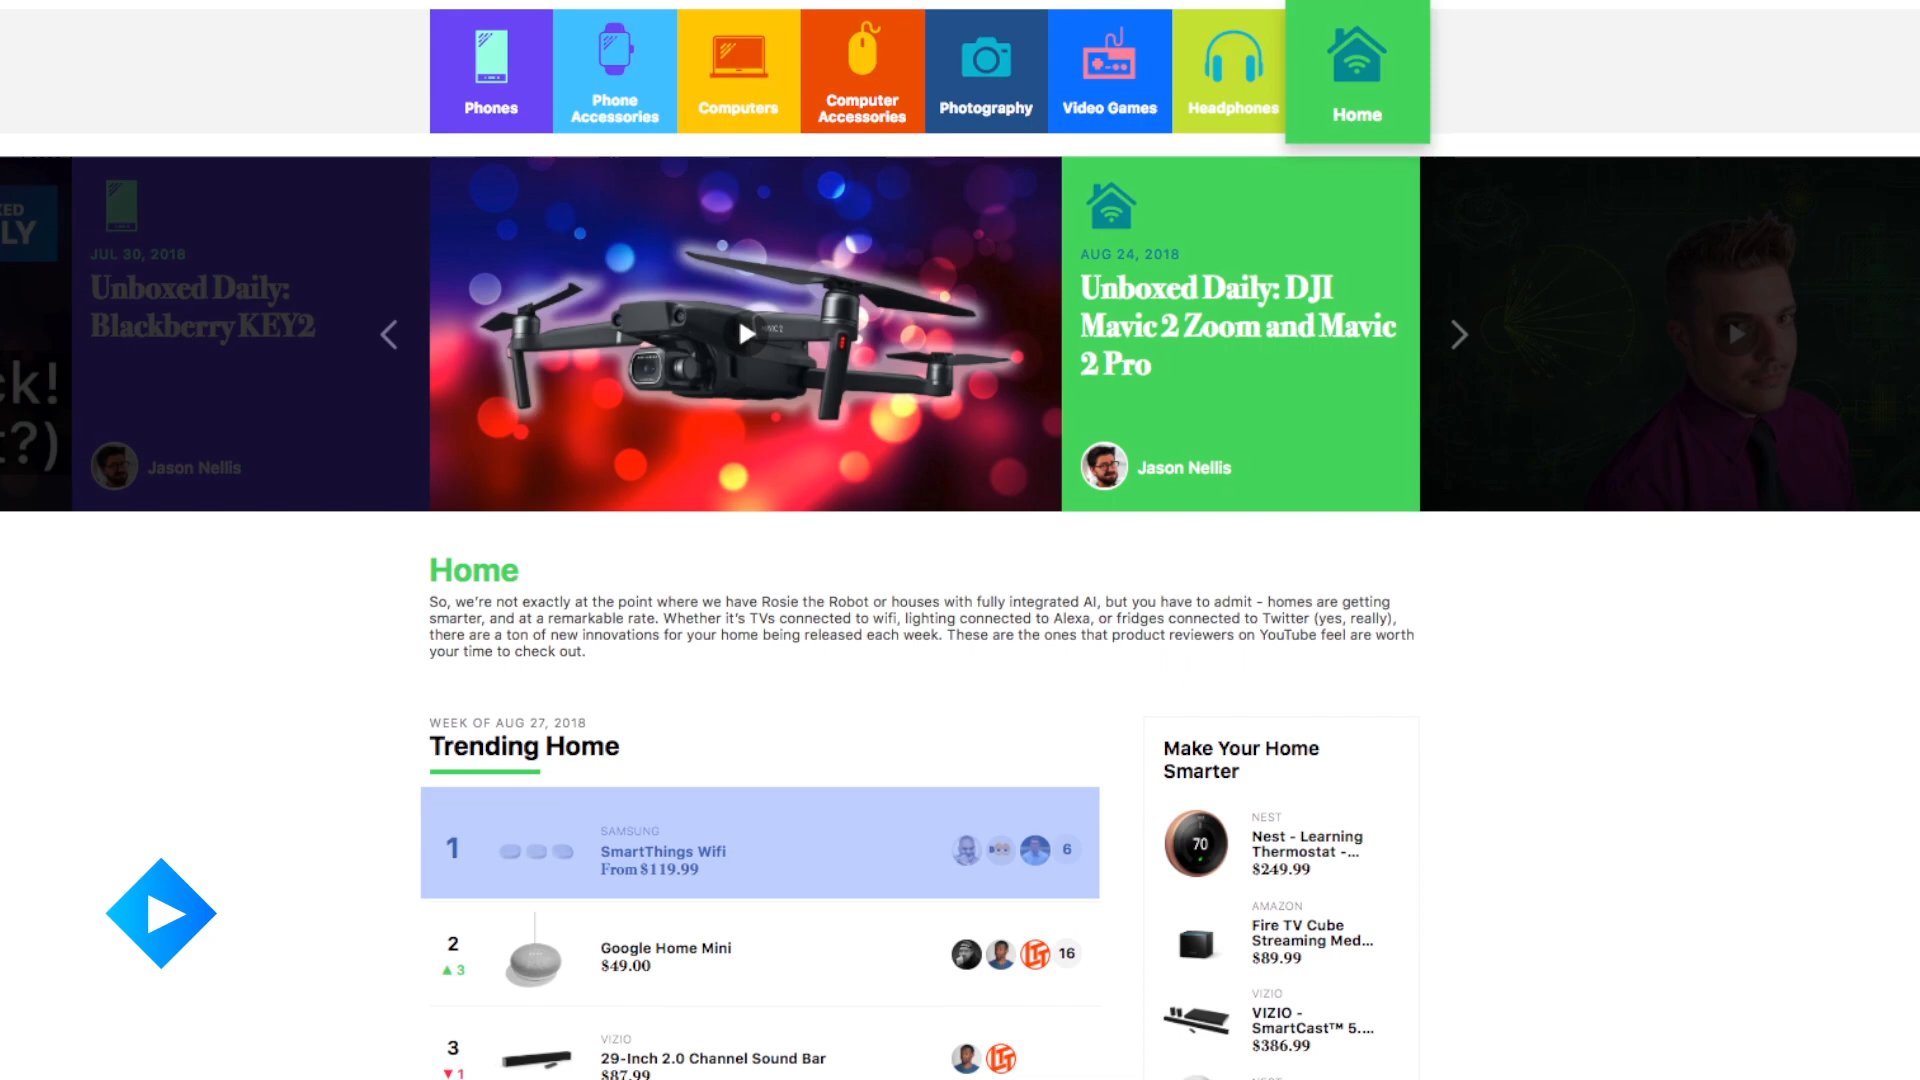 Phones
Phone
Accessories
Computers
Computer
Accessories
Photography
Video Games
Headphones
Home
JUL 30, 2018
Unboxed Daily:
Blackberry KEY2
Jason Nellis
AUG 24, 2018
Unboxed Daily: DJI
Mavic 2 Zoom and Mavic
2 Pro
Jason Nellis
Home
So, we're not exactly at the point where we have Rosie the Robot or houses with fully integrated AI, but you have to admit - homes are getting
smarter, and at a remarkable rate. Whether it's TVs connected to wifi, lighting connected to Alexa, or fridges connected to Twitter (yes, really),
there are a ton of new innovations for your home being released each week. These are the ones that product reviewers on YouTube feel are worth
your time to check out.
WEEK OF AUG 27, 2018
Trending Home
1
SAMSUNG
SmartThings Wifi
From $119.99
6
2
▲ 3
Google Home Mini
$49.00
16
3
▼ 1
VIZIO
29-Inch 2.0 Channel Sound Bar
$87.99
Make Your Home
Smarter
70
NEST
Nest - Learning
Thermostat -...
$249.99
AMAZON
Fire TV Cube
Streaming Med...
$89.99
VIZIO
VIZIO -
SmartCast™ 5....
$386.99